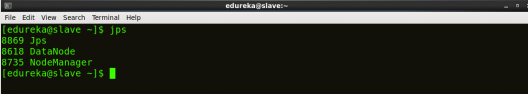 edureka@slave:~
File Edit View Search Terminal Help
[edureka@slave ~]$ jps
8869 Jps
8618 DataNode
8735 NodeManager
[edureka@slave ~]$